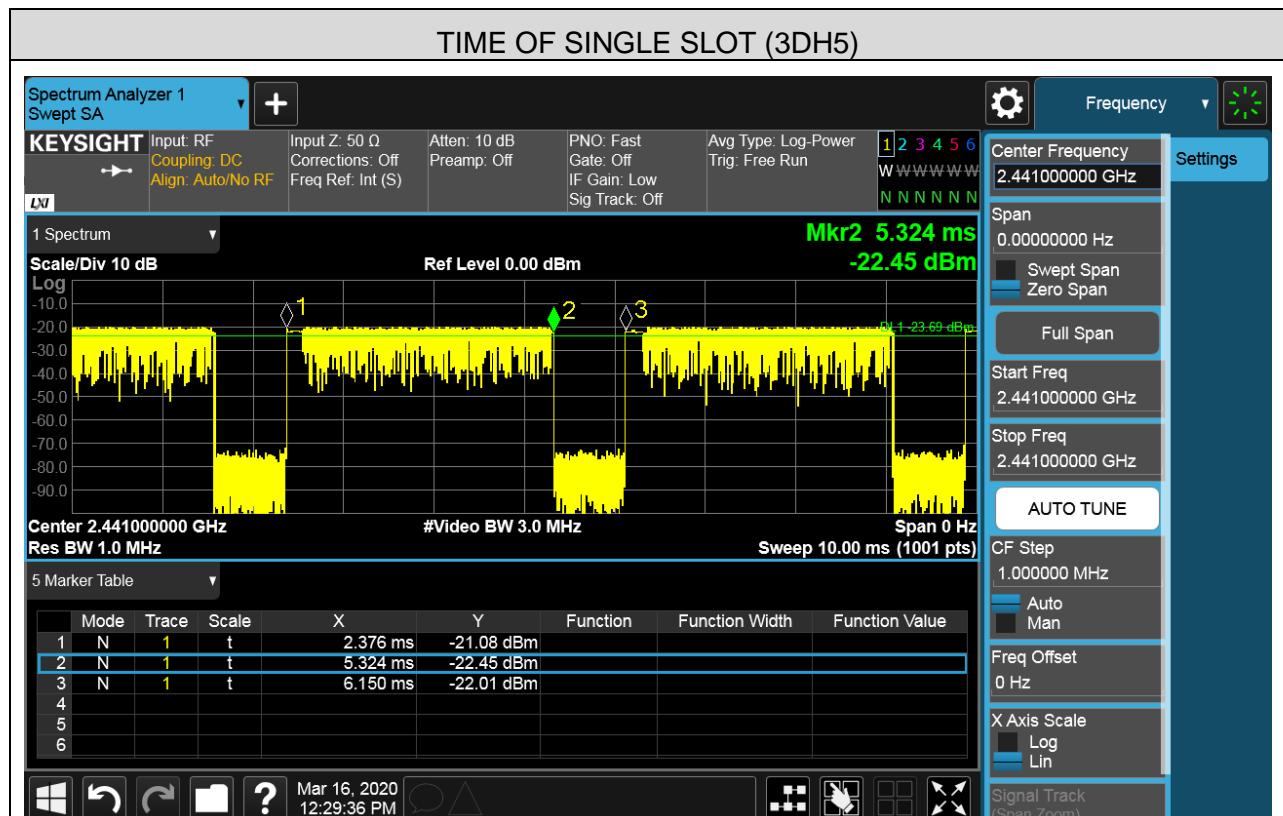 TIME OF SINGLE SLOT (3DH5)
Spectrum Analyzer 1
Swept SA
+
Frequency
KEYSIGHT
LXI
Input: RF
Coupling: DC
Align: Auto/No RF
Input Z: 50 Ω
Corrections: Off
Freq Ref: Int (S)
Atten: 10 dB
Preamp: Off
PNO: Fast
Gate: Off
IF Gain: Low
Sig Track: Off
Avg Type: Log-Power
Trig: Free Run
1 2 3 4 5 6
W W W W W W
N N N N N N
1 Spectrum
Mkr2 5.324 ms
-22.45 dBm
Scale/Div 10 dB
Ref Level 0.00 dBm
Log
-10.0
-20.0
-30.0
-40.0
-50.0
-60.0
-70.0
-80.0
-90.0
1
2
3
DL1 -23.69 dBm
Center 2.441000000 GHz
#Video BW 3.0 MHz
Span 0 Hz
Res BW 1.0 MHz
Sweep 10.00 ms (1001 pts)
5 Marker Table
Mode Trace Scale X Y Function Function Width Function Value
1 N 1 t 2.376 ms -21.08 dBm
2 N 1 t 5.324 ms -22.45 dBm
3 N 1 t 6.150 ms -22.01 dBm
4
5
6
?
Mar 16, 2020
12:29:36 PM
Center Frequency
2.441000000 GHz
Settings
Span
0.00000000 Hz
Swept Span
Zero Span
Full Span
Start Freq
2.441000000 GHz
Stop Freq
2.441000000 GHz
AUTO TUNE
CF Step
1.000000 MHz
Auto
Man
Freq Offset
0 Hz
X Axis Scale
Log
Lin
Signal Track
(Span Zoom)